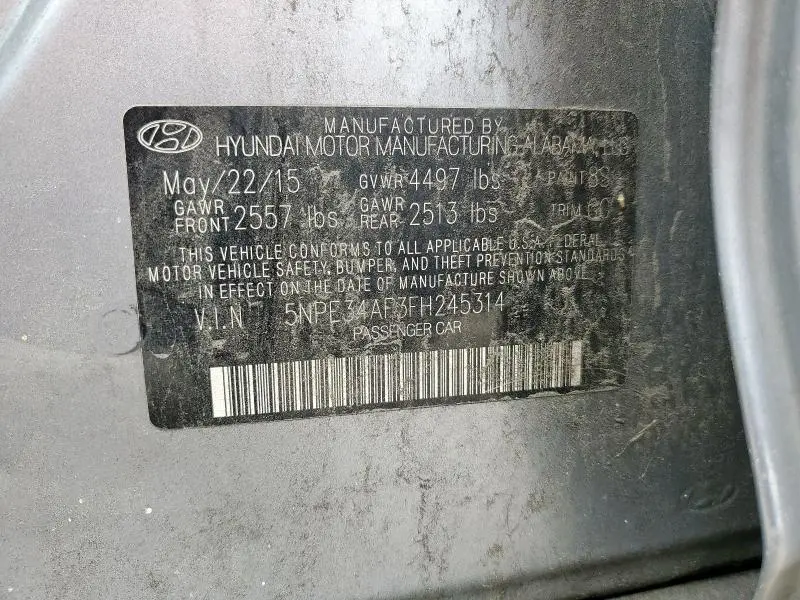 MANUFACTURED BY
HYUNDAI MOTOR MANUFACTURING ALABAMA, LLC
May/22/15 GVWR 4497 lbs PAINT
GAWR FRONT 2557 lbs GAWR REAR 2513 lbs TRIM
THIS VEHICLE CONFORMS TO ALL APPLICABLE U.S.A. FEDERAL
MOTOR VEHICLE SAFETY, BUMPER, AND THEFT PREVENTION STANDARDS
IN EFFECT ON THE DATE OF MANUFACTURE SHOWN ABOVE.
V.I.N 5NPE34AF3FH245314
PASSENGER CAR